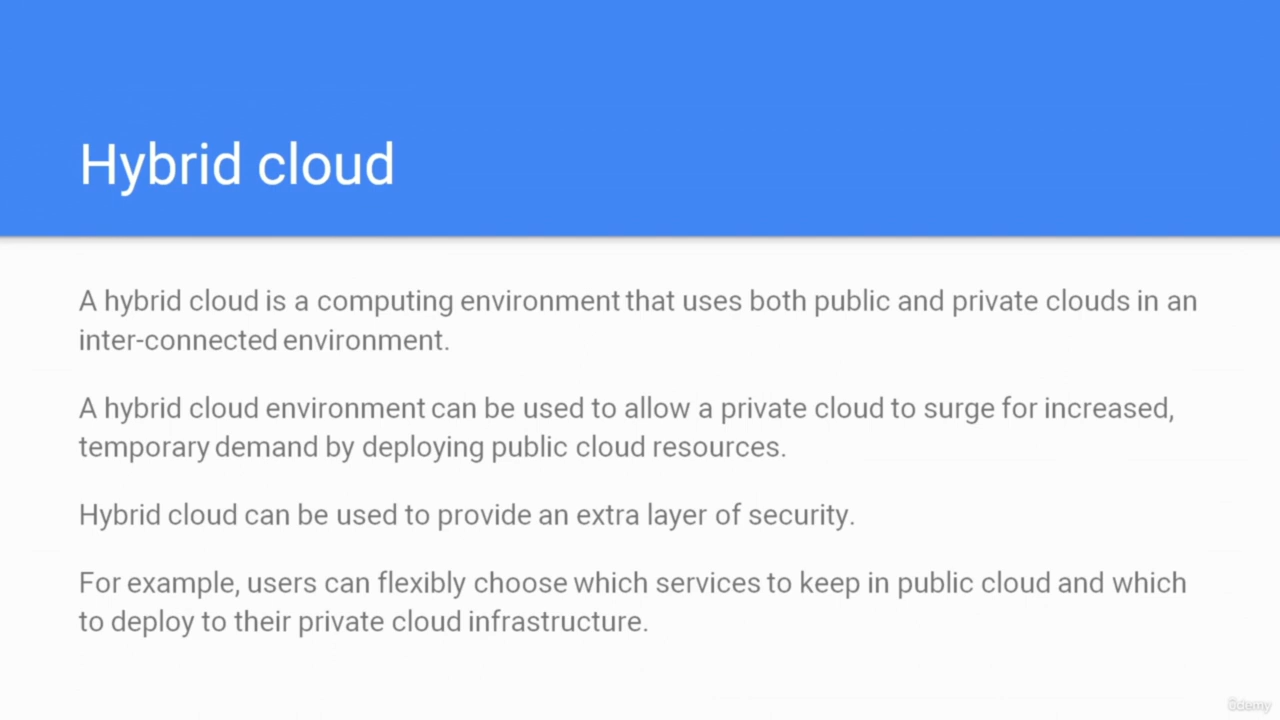 Hybrid cloud
A hybrid cloud is a computing environment that uses both public and private clouds in an
inter-connected environment.
A hybrid cloud environment can be used to allow a private cloud to surge for increased,
temporary demand by deploying public cloud resources.
Hybrid cloud can be used to provide an extra layer of security.
For example, users can flexibly choose which services to keep in public cloud and which
to deploy to their private cloud infrastructure.
ûdemy